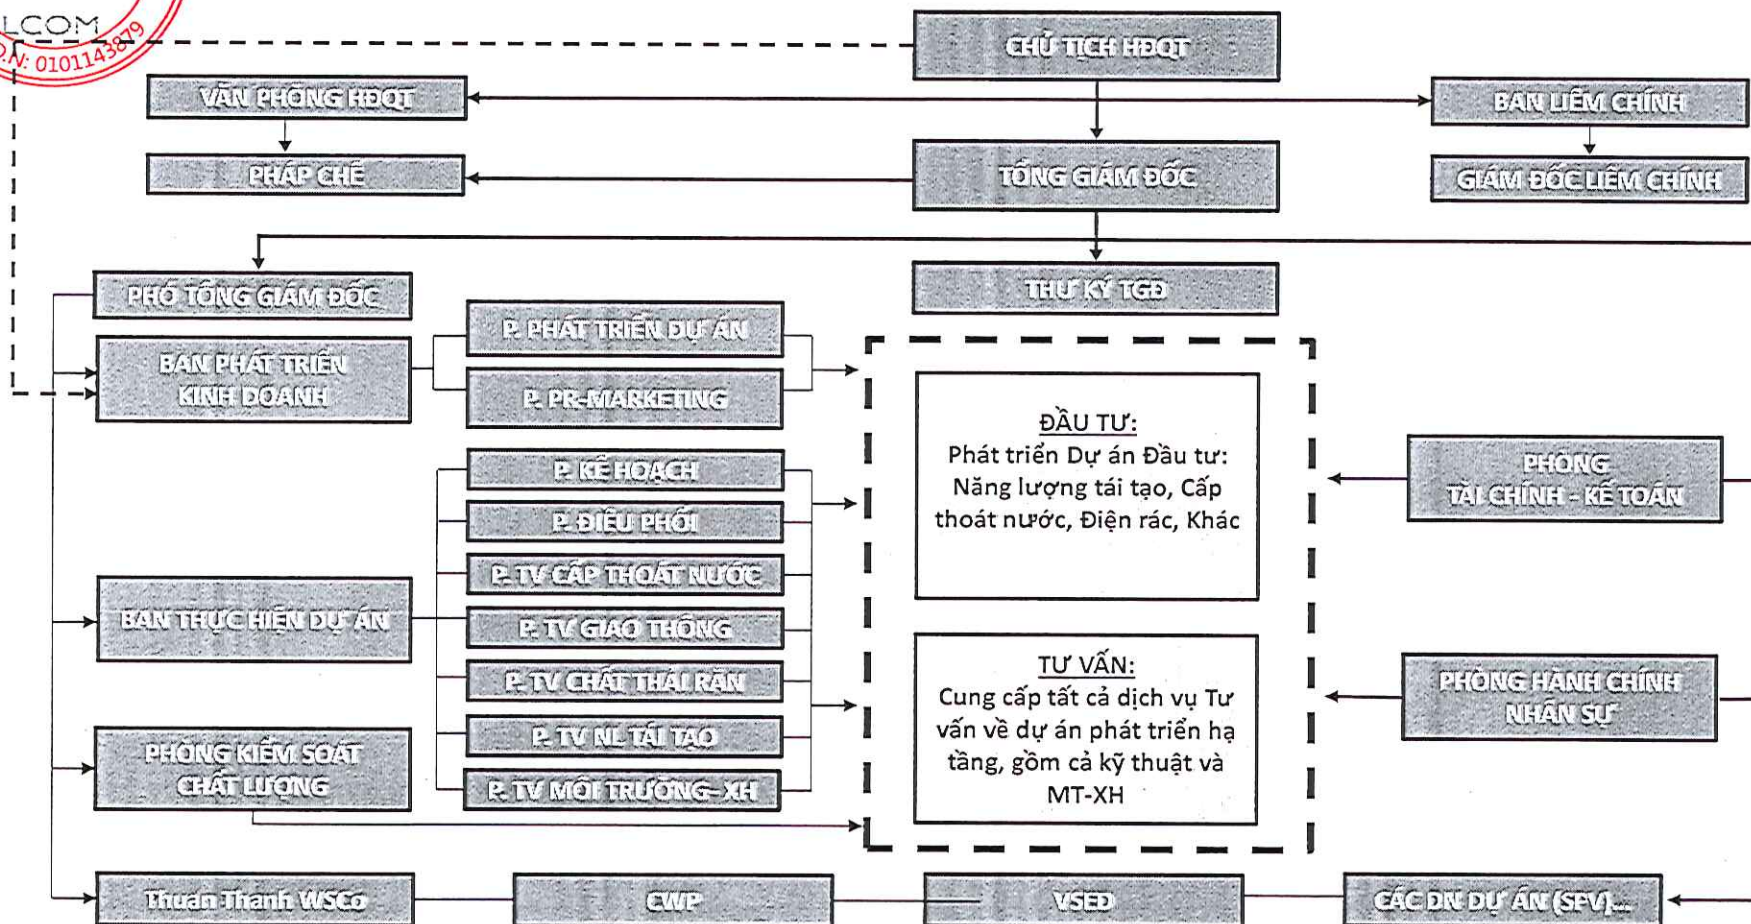 LCOM
D.N: 0101143879
CHỦ TỊCH HĐQT
VĂN PHÒNG HĐQT
BAN LIÊM CHÍNH
PHÁP CHẾ
TỔNG GIÁM ĐỐC
GIÁM ĐỐC LIÊM CHÍNH
PHÓ TỔNG GIÁM ĐỐC
THƯ KÝ TGĐ
BAN PHÁT TRIỂN
KINH DOANH
P. PHÁT TRIỂN DỰ ÁN
P. PR-MARKETING
P. KẾ HOẠCH
P. ĐIỀU PHỐI
P. TV CẤP THOÁT NƯỚC
P. TV GIAO THÔNG
P. TV CHẤT THẢI RẮN
P. TV NL TÁI TẠO
P. TV MÔI TRƯỜNG-XH
BAN THỰC HIỆN DỰ ÁN
PHÒNG KIỂM SOÁT
CHẤT LƯỢNG
ĐẦU TƯ:
Phát triển Dự án Đầu tư:
Năng lượng tái tạo, Cấp
thoát nước, Điện rác, Khác
TƯ VẤN:
Cung cấp tất cả dịch vụ Tư
vấn về dự án phát triển hạ
tầng, gồm cả kỹ thuật và
MT-XH
PHÒNG
TÀI CHÍNH - KẾ TOÁN
PHÒNG HÀNH CHÍNH
NHÂN SỰ
Thuan Thanh WSCo
CWP
VSED
CÁC DN DỰ ÁN (SPV)...